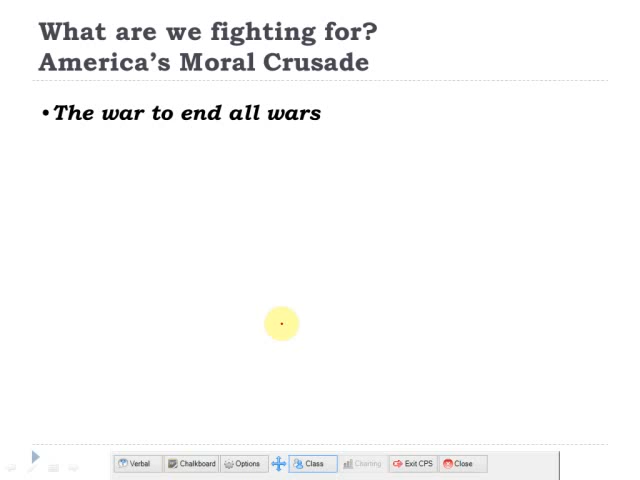 What are we fighting for?
America's Moral Crusade
• The war to end all wars
Verbal Chalkboard Options Class Charting Exit CPS Close